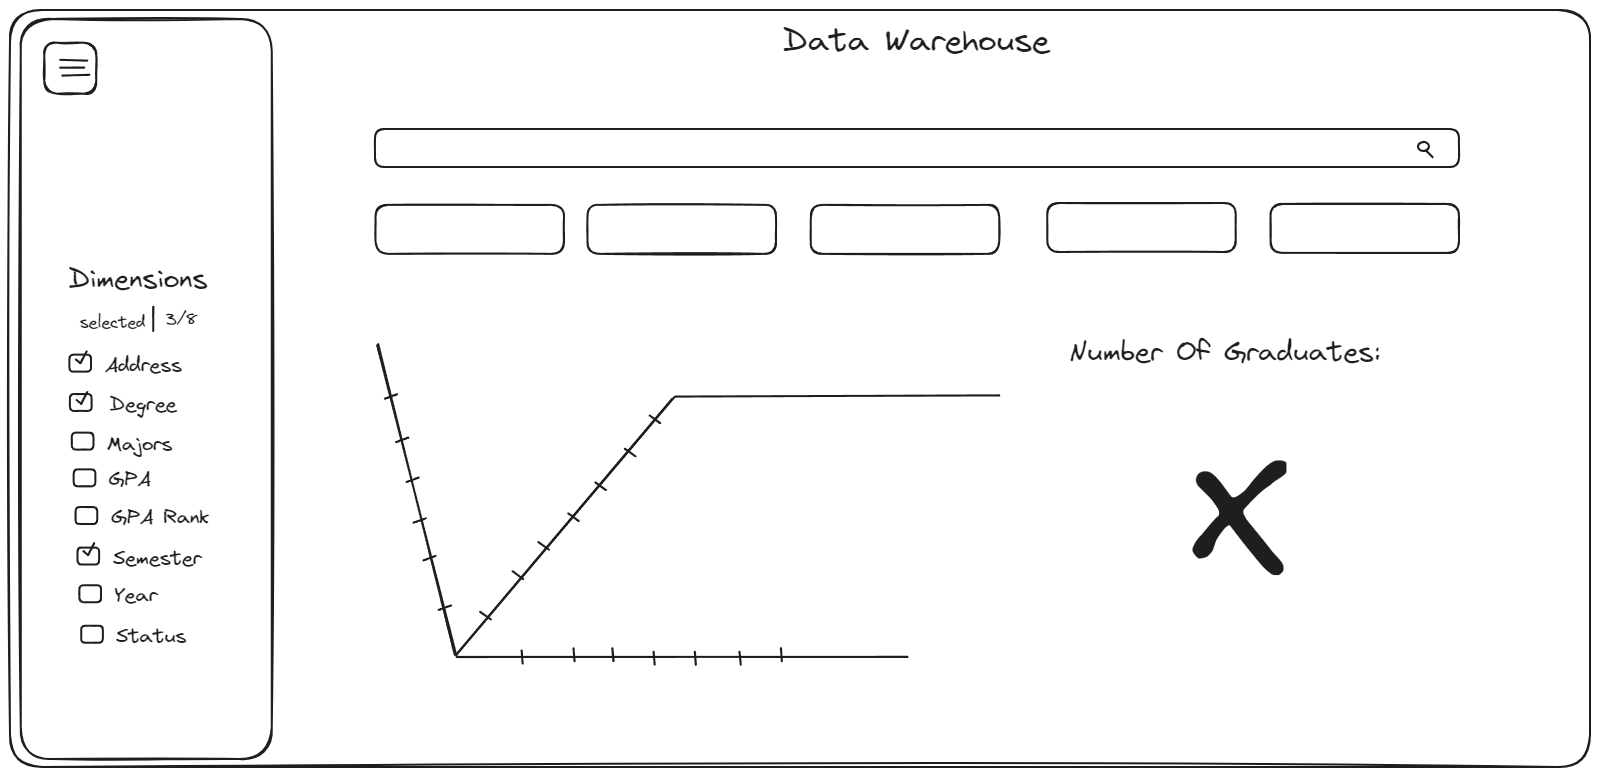 Data Warehouse
Dimensions
selected | 3/8
Address
Degree
Majors
GPA
GPA Rank
Semester
Year
Status
Number Of Graduates:
X